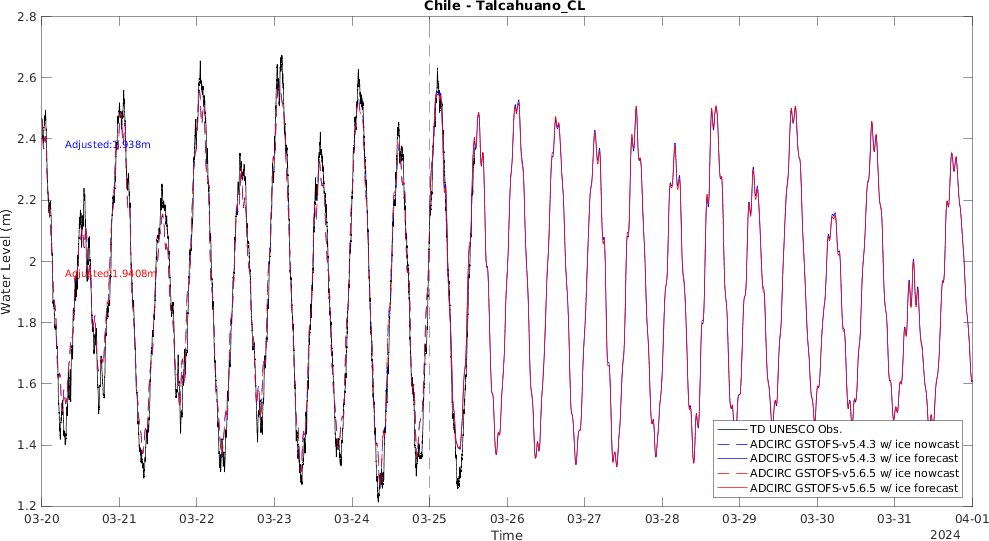 Chile - Talcahuano_CL
2.8
2.6
2.4
2.2
2
1.8
1.6
1.4
1.2
Water Level (m)
Adjusted:1.938m
Adjusted:1.9408m
TD UNESCO Obs.
ADCIRC GSTOFS-v5.4.3 w/ ice nowcast
ADCIRC GSTOFS-v5.4.3 w/ ice forecast
ADCIRC GSTOFS-v5.6.5 w/ ice nowcast
ADCIRC GSTOFS-v5.6.5 w/ ice forecast
03-20 03-21 03-22 03-23 03-24 03-25 03-26 03-27 03-28 03-29 03-30 03-31 04-01
Time
2024